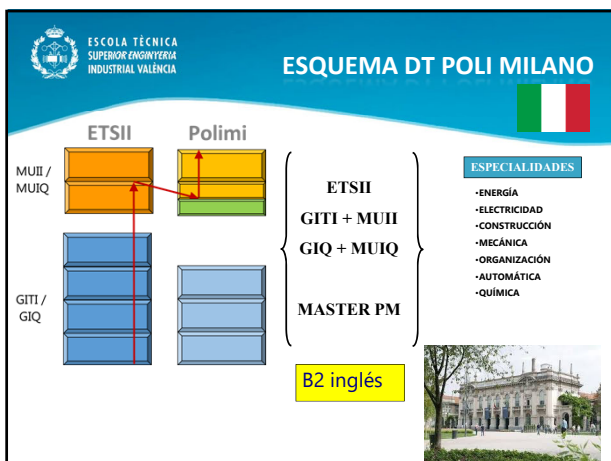 ESCOLA TÈCNICA
SUPERIOR ENGINYERIA
INDUSTRIAL VALÈNCIA
ESQUEMA DT POLI MILANO
ETSII
Polimi
MUII /
MUIQ
GITI /
GIQ
ETSII
GITI + MUII
GIQ + MUIQ
MASTER PM
B2 inglés
ESPECIALIDADES
•ENERGÍA
•ELECTRICIDAD
•CONSTRUCCIÓN
•MECÁNICA
•ORGANIZACIÓN
•AUTOMÁTICA
•QUÍMICA